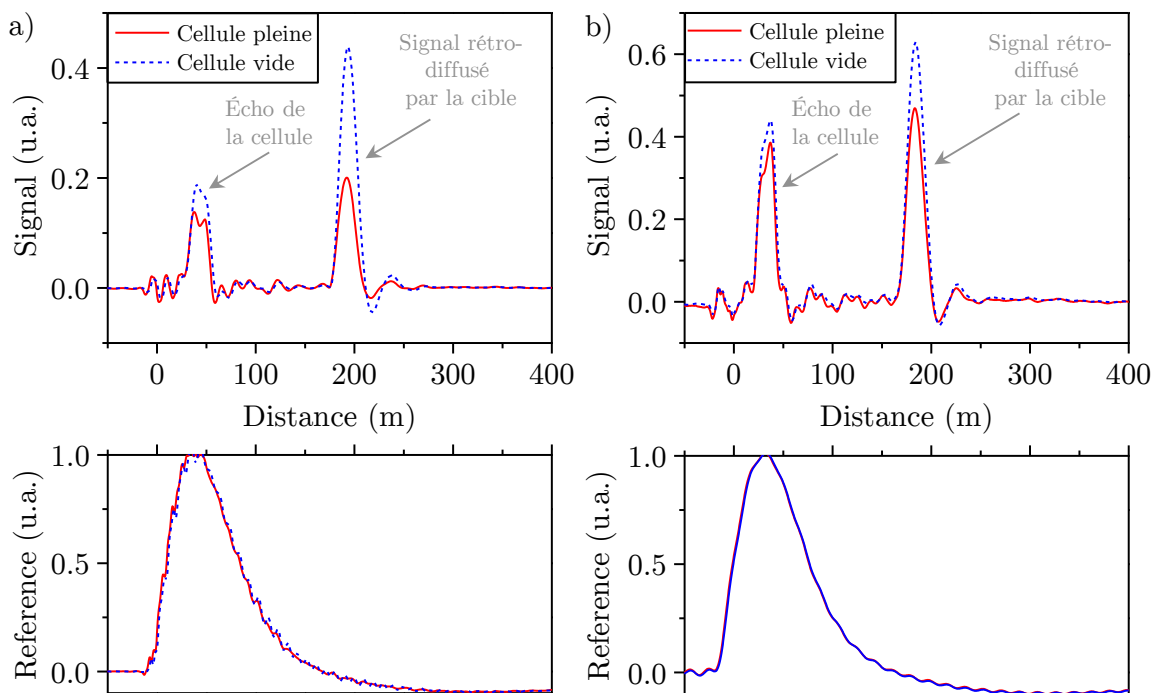 a)
Cellule pleine
Cellule vide
Signal rétro-
diffusé
par la cible
Écho de
la cellule
Signal (u.a.)
0.4
0.2
0.0
0
100
200
300
400
Distance (m)
Reference (u.a.)
1.0
0.5
0.0
b)
Cellule pleine
Cellule vide
Signal rétro-
diffusé
par la cible
Écho de
la cellule
Signal (u.a.)
0.6
0.4
0.2
0.0
0
100
200
300
400
Distance (m)
Reference (u.a.)
1.0
0.5
0.0